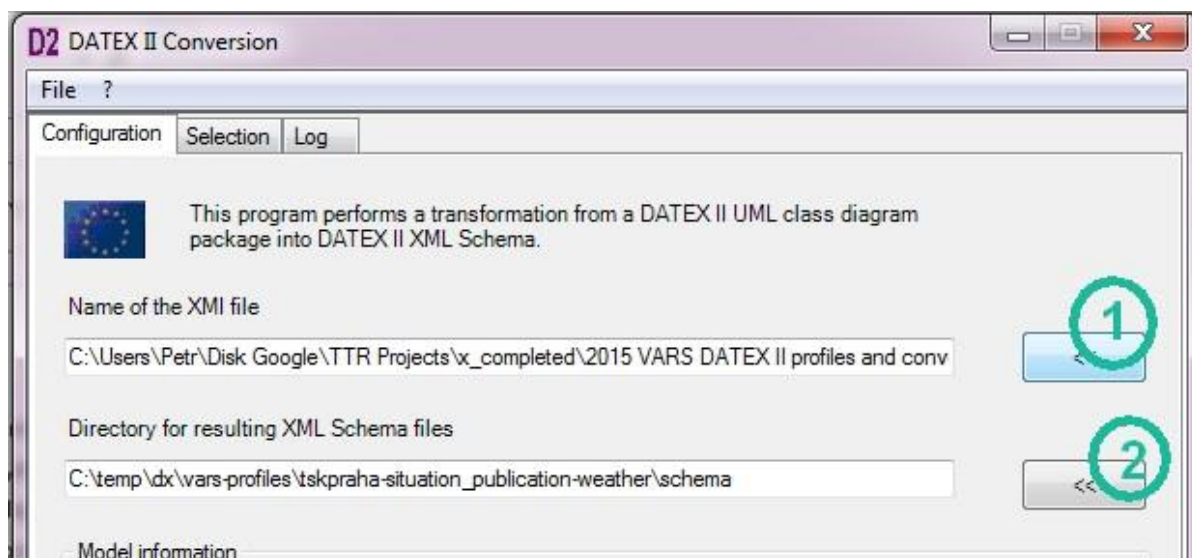 D2 DATEX II Conversion
File ?
Configuration Selection Log
This program performs a transformation from a DATEX II UML class diagram
package into DATEX II XML Schema.
Name of the XMI file
1
C:\Users\Petr\Disk Google\TTR Projects\x_completed\2015 VARS DATEX II profiles and conv
<<
Directory for resulting XML Schema files
2
C:\temp\dx\vars-profiles\tskpraha-situation_publication-weather\schema
<<
Model information